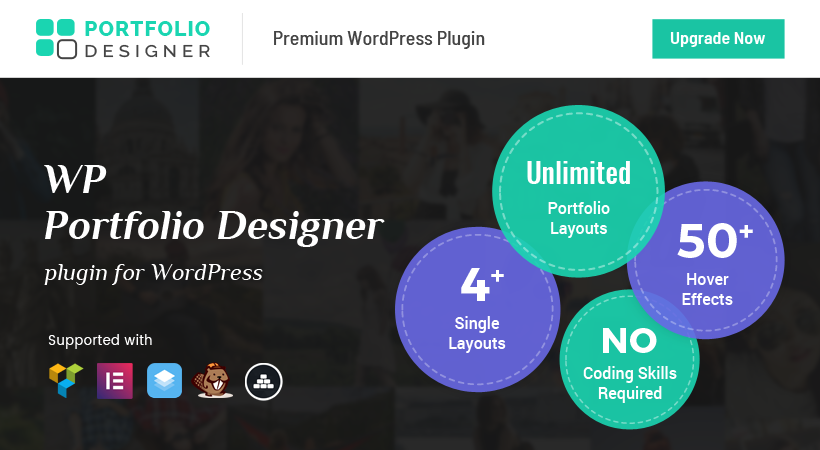 PORTFOLIO
DESIGNER
Premium WordPress Plugin
Upgrade Now
WP
Portfolio Designer
plugin for WordPress
Supported with
Unlimited
Portfolio
Layouts
50+
Hover
Effects
4+
Single
Layouts
NO
Coding Skills
Required